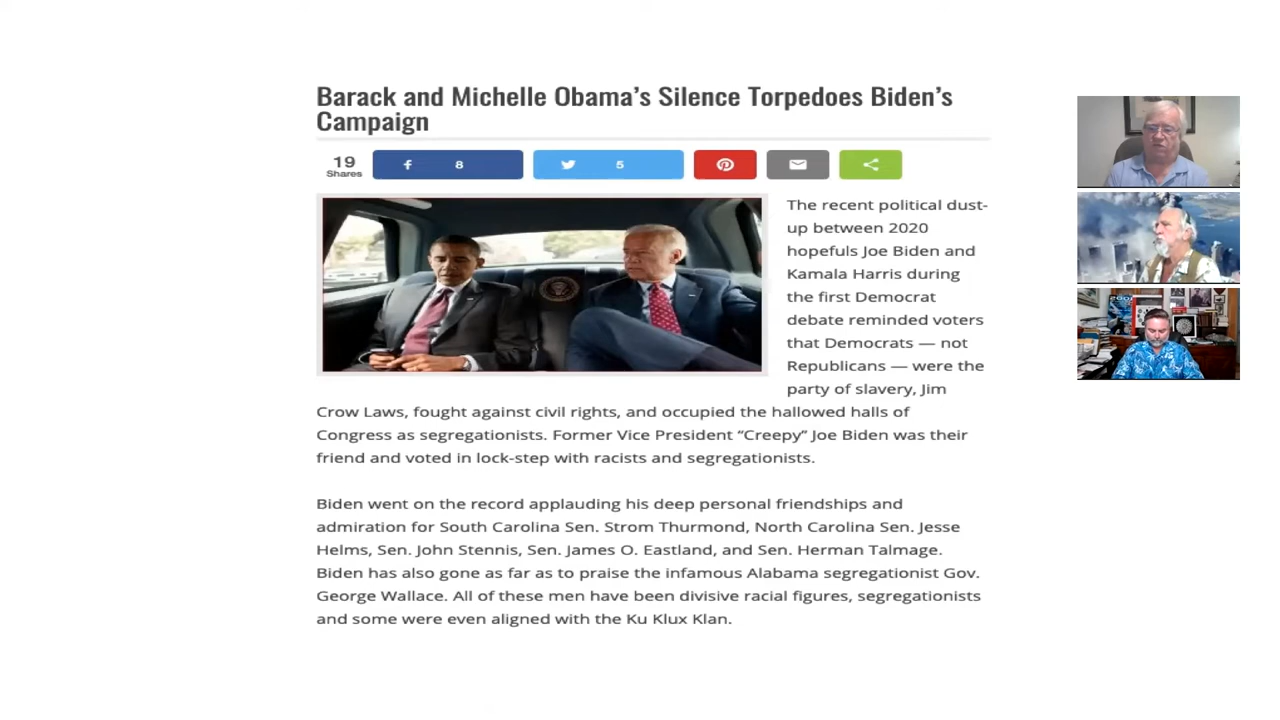 Barack and Michelle Obama's Silence Torpedoes Biden's
Campaign
19
Shares
8
5
The recent political dust-
up between 2020
hopefuls Joe Biden and
Kamala Harris during
the first Democrat
debate reminded voters
that Democrats — not
Republicans — were the
party of slavery, Jim
Crow Laws, fought against civil rights, and occupied the hallowed halls of
Congress as segregationists. Former Vice President “Creepy” Joe Biden was their
friend and voted in lock-step with racists and segregationists.
Biden went on the record applauding his deep personal friendships and
admiration for South Carolina Sen. Strom Thurmond, North Carolina Sen. Jesse
Helms, Sen. John Stennis, Sen. James O. Eastland, and Sen. Herman Talmage.
Biden has also gone as far as to praise the infamous Alabama segregationist Gov.
George Wallace. All of these men have been divisive racial figures, segregationists
and some were even aligned with the Ku Klux Klan.